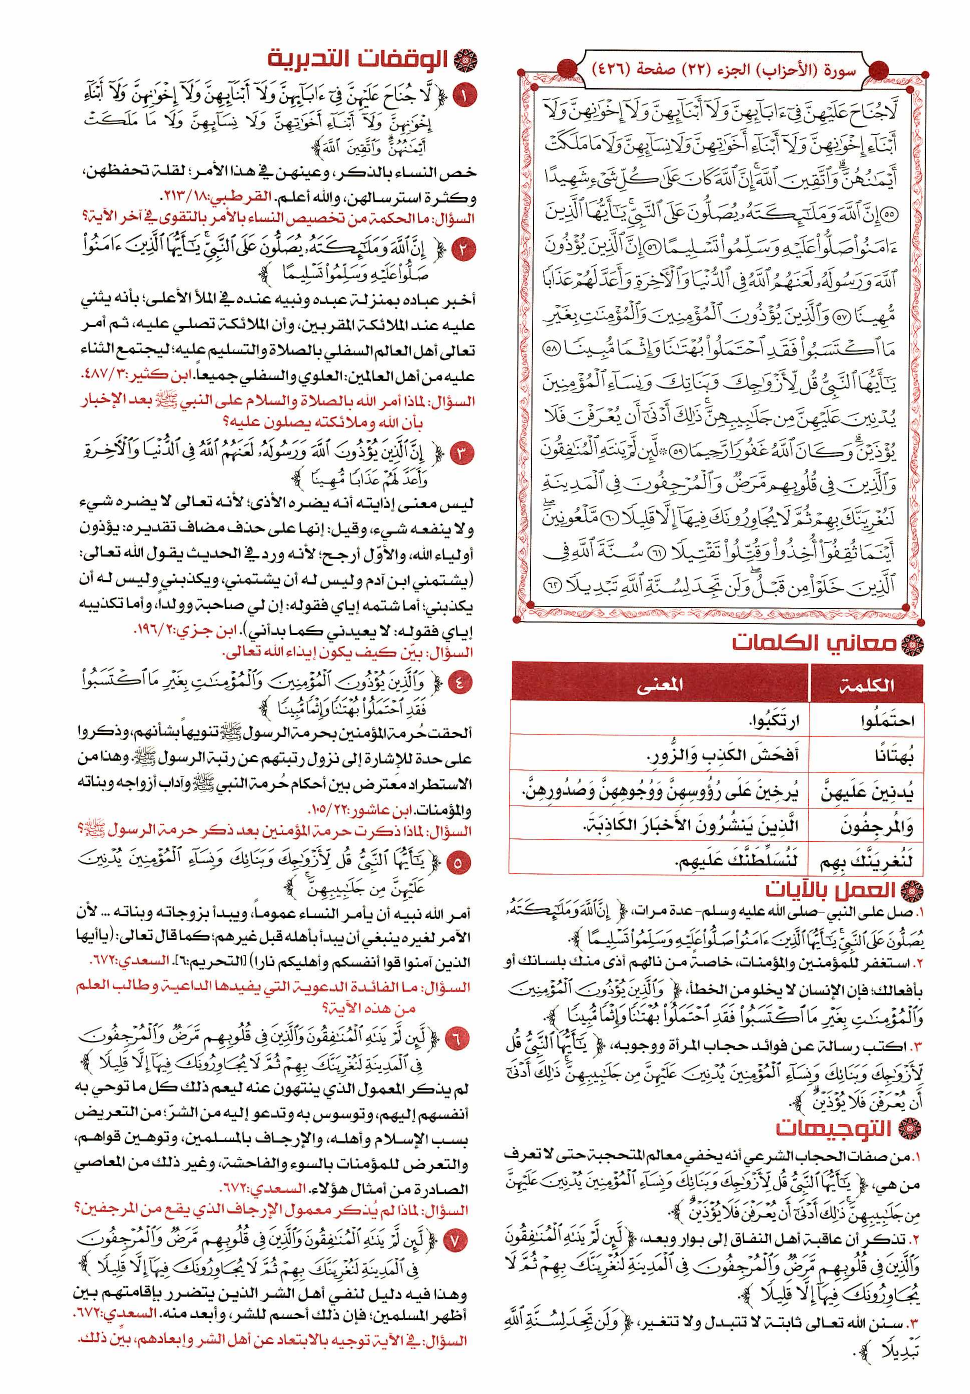 سورة (الأحزاب) الجزء (٢٢) صفحة (٤٢٦)
لَّا جُنَاحَ عَلَيْهِنَّ فِيٓ ءَابَآئِهِنَّ وَلَآ أَبْنَآئِهِنَّ وَلَآ إِخْوَٰنِهِنَّ وَلَآ
أَبْنَآءِ إِخْوَٰنِهِنَّ وَلَآ أَبْنَآءِ أَخَوَٰتِهِنَّ وَلَا نِسَآئِهِنَّ وَلَا مَا مَلَكَتْ
أَيْمَٰنُهُنَّۗ وَٱتَّقِينَ ٱللَّهَۚ إِنَّ ٱللَّهَ كَانَ عَلَىٰ كُلِّ شَيْءٍ شَهِيدًا
٥٥ إِنَّ ٱللَّهَ وَمَلَٰٓئِكَتَهُۥ يُصَلُّونَ عَلَى ٱلنَّبِيِّۚ يَٰٓأَيُّهَا ٱلَّذِينَ
ءَامَنُوا۟ صَلُّوا۟ عَلَيْهِ وَسَلِّمُوا۟ تَسْلِيمًا ٥٦ إِنَّ ٱلَّذِينَ يُؤْذُونَ
ٱللَّهَ وَرَسُولَهُۥ لَعَنَهُمُ ٱللَّهُ فِي ٱلدُّنْيَا وَٱلْءَاخِرَةِ وَأَعَدَّ لَهُمْ عَذَابًا
مُّهِينًا ٥٧ وَٱلَّذِينَ يُؤْذُونَ ٱلْمُؤْمِنِينَ وَٱلْمُؤْمِنَٰتِ بِغَيْرِ
مَا ٱكْتَسَبُوا۟ فَقَدِ ٱحْتَمَلُوا۟ بُهْتَٰنًا وَإِثْمًا مُّبِينًا ٥٨
يَٰٓأَيُّهَا ٱلنَّبِيُّ قُل لِّأَزْوَٰجِكَ وَبَنَاتِكَ وَنِسَآءِ ٱلْمُؤْمِنِينَ
يُدْنِينَ عَلَيْهِنَّ مِن جَلَٰبِيبِهِنَّۚ ذَٰلِكَ أَدْنَىٰٓ أَن يُعْرَفْنَ فَلَا
يُؤْذَيْنَۗ وَكَانَ ٱللَّهُ غَفُورًا رَّحِيمًا ٥٩ ۞ لَّئِن لَّمْ يَنتَهِ ٱلْمُنَٰفِقُونَ
وَٱلَّذِينَ فِي قُلُوبِهِم مَّرَضٌ وَٱلْمُرْجِفُونَ فِي ٱلْمَدِينَةِ
لَنُغْرِيَنَّكَ بِهِمْ ثُمَّ لَا يُجَاوِرُونَكَ فِيهَآ إِلَّا قَلِيلًا ٦٠ مَّلْعُونِينَۖ
أَيْنَمَا ثُقِفُوٓا۟ أُخِذُوا۟ وَقُتِّلُوا۟ تَقْتِيلًا ٦١ سُنَّةَ ٱللَّهِ فِي
ٱلَّذِينَ خَلَوْا۟ مِن قَبْلُۖ وَلَن تَجِدَ لِسُنَّةِ ٱللَّهِ تَبْدِيلًا ٦٢
معاني الكلمات
الكلمة المعنى
احتَمَلُوا ارتَكَبُوا.
بُهتَانًا أَفحَشَ الكَذِبِ وَالزُّورِ.
يُدنِينَ عَلَيهِنَّ يُرخِينَ عَلَى رُؤُوسِهِنَّ وَوُجُوهِهِنَّ وَصُدُورِهِنَّ.
وَالمُرجِفُونَ الَّذِينَ يَنشُرُونَ الأَخبَارَ الكَاذِبَةَ.
لَنُغرِيَنَّكَ بِهِم لَنُسَلِّطَنَّكَ عَلَيهِم.
العمل بالآيات
١. صل على النبي -صلى الله عليه وسلم- عدة مرات، ﴿ إِنَّ ٱللَّهَ وَمَلَٰٓئِكَتَهُۥ
يُصَلُّونَ عَلَى ٱلنَّبِيِّۚ يَٰٓأَيُّهَا ٱلَّذِينَ ءَامَنُوا۟ صَلُّوا۟ عَلَيْهِ وَسَلِّمُوا۟ تَسْلِيمًا ﴾.
٢. استغفر للمؤمنين والمؤمنات، خاصة من نالهم أذى منك بلسانك أو
بأفعالك؛ فإن الإنسان لا يخلو من الخطأ، ﴿ وَٱلَّذِينَ يُؤْذُونَ ٱلْمُؤْمِنِينَ
وَٱلْمُؤْمِنَٰتِ بِغَيْرِ مَا ٱكْتَسَبُوا۟ فَقَدِ ٱحْتَمَلُوا۟ بُهْتَٰنًا وَإِثْمًا مُّبِينًا ﴾.
٣. اكتب رسالة عن فوائد حجاب المرأة ووجوبه، ﴿ يَٰٓأَيُّهَا ٱلنَّبِيُّ قُل
لِّأَزْوَٰجِكَ وَبَنَاتِكَ وَنِسَآءِ ٱلْمُؤْمِنِينَ يُدْنِينَ عَلَيْهِنَّ مِن جَلَٰبِيبِهِنَّۚ ذَٰلِكَ أَدْنَىٰٓ
أَن يُعْرَفْنَ فَلَا يُؤْذَيْنَۗ ﴾.
التوجيهات
١. من صفات الحجاب الشرعي أنه يخفي معالم المتحجبة حتى لا تعرف
من هي، ﴿ يَٰٓأَيُّهَا ٱلنَّبِيُّ قُل لِّأَزْوَٰجِكَ وَبَنَاتِكَ وَنِسَآءِ ٱلْمُؤْمِنِينَ يُدْنِينَ عَلَيْهِنَّ
مِن جَلَٰبِيبِهِنَّۚ ذَٰلِكَ أَدْنَىٰٓ أَن يُعْرَفْنَ فَلَا يُؤْذَيْنَۗ ﴾.
٢. تذكر أن عاقبة أهل النفاق إلى بوار وبعد، ﴿ لَّئِن لَّمْ يَنتَهِ ٱلْمُنَٰفِقُونَ
وَٱلَّذِينَ فِي قُلُوبِهِم مَّرَضٌ وَٱلْمُرْجِفُونَ فِي ٱلْمَدِينَةِ لَنُغْرِيَنَّكَ بِهِمْ ثُمَّ لَا
يُجَاوِرُونَكَ فِيهَآ إِلَّا قَلِيلًا ﴾.
٣. سنن الله تعالى ثابتة لا تتبدل ولا تتغير، ﴿ وَلَن تَجِدَ لِسُنَّةِ ٱللَّهِ
تَبْدِيلًا ﴾.
الوقفات التدبرية
١ ﴿ لَّا جُنَاحَ عَلَيْهِنَّ فِيٓ ءَابَآئِهِنَّ وَلَآ أَبْنَآئِهِنَّ وَلَآ إِخْوَٰنِهِنَّ وَلَآ أَبْنَآءِ
إِخْوَٰنِهِنَّ وَلَآ أَبْنَآءِ أَخَوَٰتِهِنَّ وَلَا نِسَآئِهِنَّ وَلَا مَا مَلَكَتْ
أَيْمَٰنُهُنَّۗ وَٱتَّقِينَ ٱللَّهَ ﴾
خص النساء بالذكر، وعينهن في هذا الأمر؛ لقلة تحفظهن،
وكثرة استرسالهن، والله أعلم. القرطبي:٢١٣/١٨.
السؤال: ما الحكمة من تخصيص النساء بالأمر بالتقوى في آخر الآية؟
٢ ﴿ إِنَّ ٱللَّهَ وَمَلَٰٓئِكَتَهُۥ يُصَلُّونَ عَلَى ٱلنَّبِيِّۚ يَٰٓأَيُّهَا ٱلَّذِينَ ءَامَنُوا۟
صَلُّوا۟ عَلَيْهِ وَسَلِّمُوا۟ تَسْلِيمًا ﴾
أخبر عباده بمنزلة عبده ونبيه عنده في الملأ الأعلى؛ بأنه يثني
عليه عند الملائكة المقربين، وأن الملائكة تصلي عليه، ثم أمر
تعالى أهل العالم السفلي بالصلاة والتسليم عليه؛ ليجتمع الثناء
عليه من أهل العالمين: العلوي والسفلي جميعاً. ابن كثير:٤٨٧/٣.
السؤال: لماذا أمر الله بالصلاة والسلام على النبي ﷺ بعد الإخبار
بأن الله وملائكته يصلون عليه؟
٣ ﴿ إِنَّ ٱلَّذِينَ يُؤْذُونَ ٱللَّهَ وَرَسُولَهُۥ لَعَنَهُمُ ٱللَّهُ فِي ٱلدُّنْيَا وَٱلْءَاخِرَةِ
وَأَعَدَّ لَهُمْ عَذَابًا مُّهِينًا ﴾
ليس معنى إذايته أنه يضره الأذى؛ لأنه تعالى لا يضره شيء
ولا ينفعه شيء، وقيل: إنها على حذف مضاف تقديره: يؤذون
أولياء الله، والأوّل أرجح؛ لأنه ورد في الحديث يقول الله تعالى:
(يشتمني ابن آدم وليس له أن يشتمني، ويكذبني وليس له أن
يكذبني؛ أما شتمه إياي فقوله: إن لي صاحبة وولداً، وأما تكذيبه
إياي فقوله: لا يعيدني كما بدأني). ابن جزي:١٩٦/٢.
السؤال: بيّن كيف يكون إيذاء الله تعالى.
٤ ﴿ وَٱلَّذِينَ يُؤْذُونَ ٱلْمُؤْمِنِينَ وَٱلْمُؤْمِنَٰتِ بِغَيْرِ مَا ٱكْتَسَبُوا۟
فَقَدِ ٱحْتَمَلُوا۟ بُهْتَٰنًا وَإِثْمًا مُّبِينًا ﴾
ألحقت حُرمة المؤمنين بحرمة الرسول ﷺ تنويهاً بشأنهم، وذكروا
على حدة للإشارة إلى نزول رتبتهم عن رتبة الرسول ﷺ. وهذا من
الاستطراد معترض بين أحكام حُرمة النبي ﷺ وآداب أزواجه وبناته
والمؤمنات. ابن عاشور:١٠٥/٢٢.
السؤال: لماذا ذكرت حرمة المؤمنين بعد ذكر حرمة الرسول ﷺ؟
٥ ﴿ يَٰٓأَيُّهَا ٱلنَّبِيُّ قُل لِّأَزْوَٰجِكَ وَبَنَاتِكَ وَنِسَآءِ ٱلْمُؤْمِنِينَ يُدْنِينَ
عَلَيْهِنَّ مِن جَلَٰبِيبِهِنَّۚ ﴾
أمر الله نبيه أن يأمر النساء عموماً، ويبدأ بزوجاته وبناته ... لأن
الآمر لغيره ينبغي أن يبدأ بأهله قبل غيرهم؛ كما قال تعالى: (ياأيها
الذين آمنوا قوا أنفسكم وأهليكم نارا) [التحريم:٦]. السعدي:٦٧٢.
السؤال: ما الفائدة الدعوية التي يفيدها الداعية وطالب العلم
من هذه الآية؟
٦ ﴿ لَّئِن لَّمْ يَنتَهِ ٱلْمُنَٰفِقُونَ وَٱلَّذِينَ فِي قُلُوبِهِم مَّرَضٌ وَٱلْمُرْجِفُونَ
فِي ٱلْمَدِينَةِ لَنُغْرِيَنَّكَ بِهِمْ ثُمَّ لَا يُجَاوِرُونَكَ فِيهَآ إِلَّا قَلِيلًا ﴾
لم يذكر المعمول الذي ينتهون عنه ليعم ذلك كل ما توحي به
أنفسهم إليهم، وتوسوس به وتدعو إليه من الشرّ؛ من التعريض
بسب الإسلام وأهله، والإرجاف بالمسلمين، وتوهين قواهم،
والتعرض للمؤمنات بالسوء والفاحشة، وغير ذلك من المعاصي
الصادرة من أمثال هؤلاء. السعدي:٦٧٢.
السؤال: لماذا لم يُذكر معمول الإرجاف الذي يقع من المرجفين؟
٧ ﴿ لَّئِن لَّمْ يَنتَهِ ٱلْمُنَٰفِقُونَ وَٱلَّذِينَ فِي قُلُوبِهِم مَّرَضٌ وَٱلْمُرْجِفُونَ
فِي ٱلْمَدِينَةِ لَنُغْرِيَنَّكَ بِهِمْ ثُمَّ لَا يُجَاوِرُونَكَ فِيهَآ إِلَّا قَلِيلًا ﴾
وهذا فيه دليل لنفي أهل الشر الذين يتضرر بإقامتهم بين
أظهر المسلمين؛ فإن ذلك أحسم للشر، وأبعد منه. السعدي:٦٧٢.
السؤال: في الآية توجيه بالابتعاد عن أهل الشر وإبعادهم، بيّن ذلك.